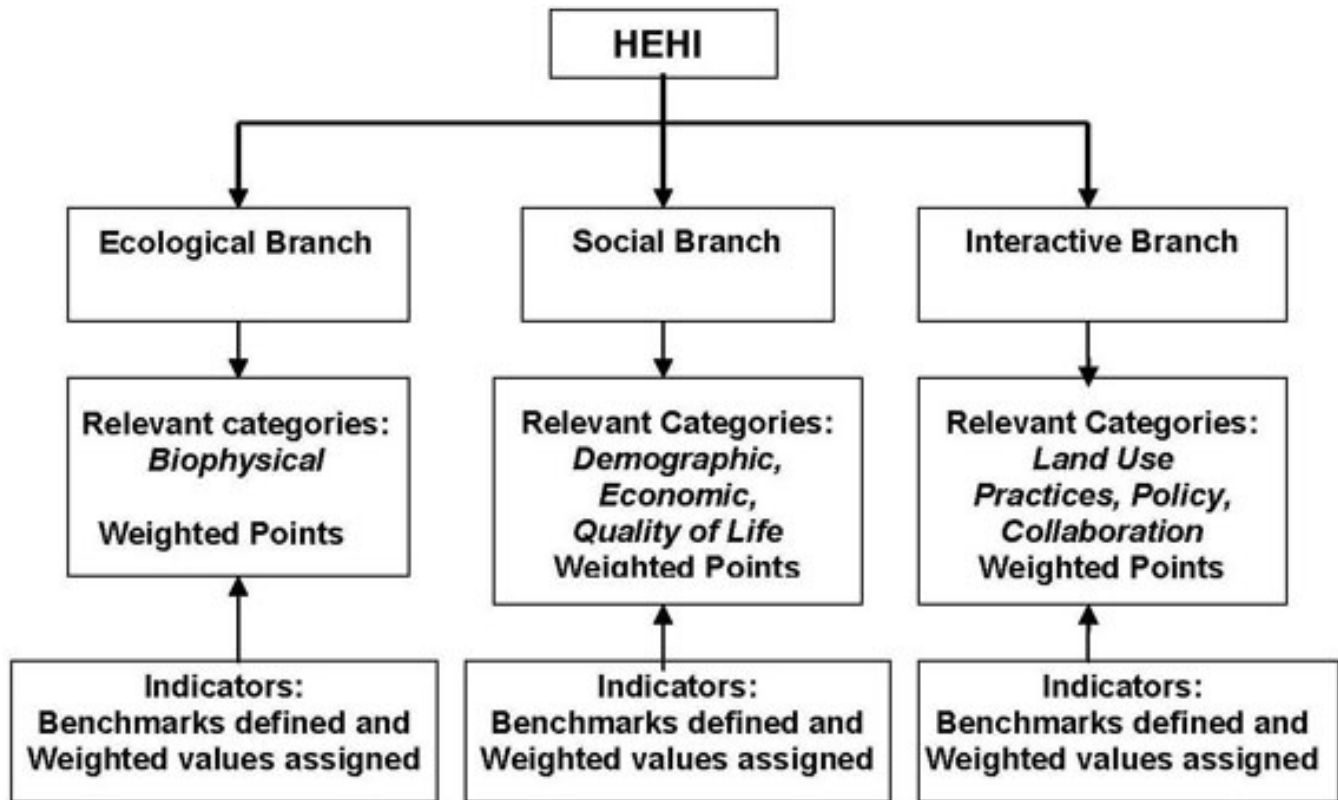 HEHI
Ecological Branch
Social Branch
Interactive Branch
Relevant categories:
Biophysical
Weighted Points
Relevant Categories:
Demographic,
Economic,
Quality of Life
Weighted Points
Relevant Categories:
Land Use
Practices, Policy,
Collaboration
Weighted Points
Indicators:
Benchmarks defined and
Weighted values assigned
Indicators:
Benchmarks defined and
Weighted values assigned
Indicators:
Benchmarks defined and
Weighted values assigned